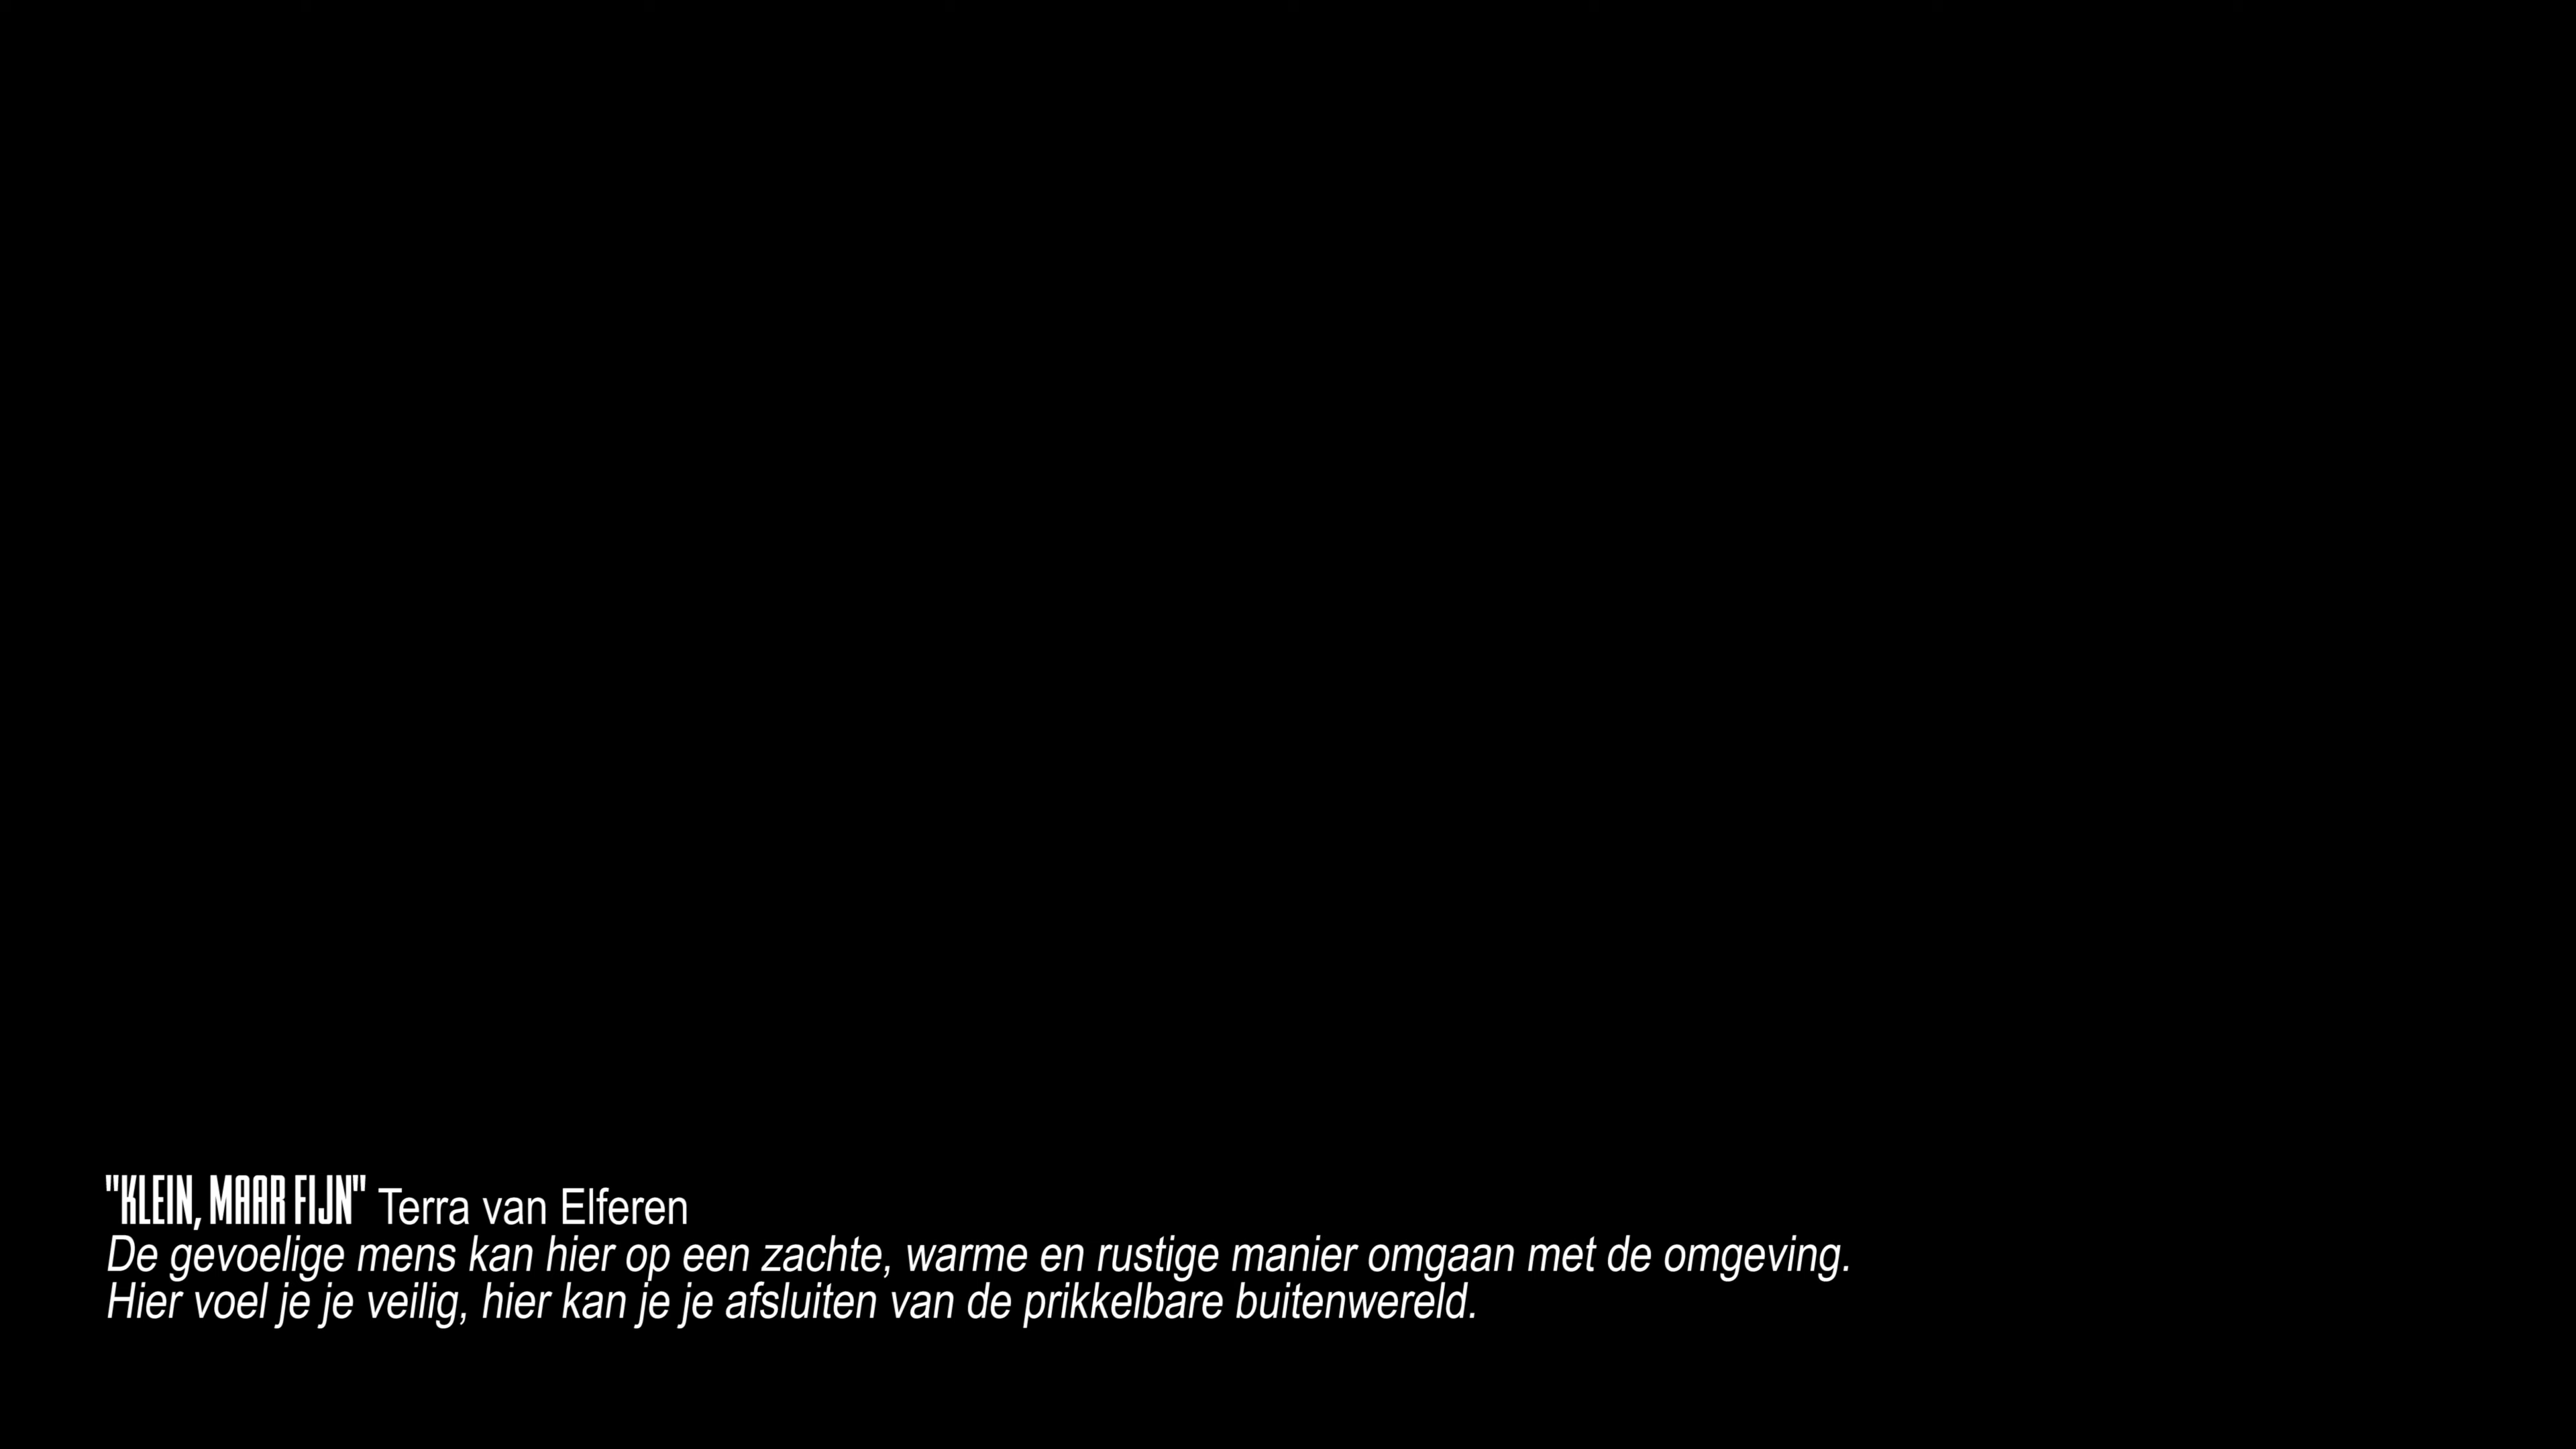 "KLEIN, MAAR FIJN" Terra van Elferen
De gevoelige mens kan hier op een zachte, warme en rustige manier omgaan met de omgeving.
Hier voel je je veilig, hier kan je je afsluiten van de prikkelbare buitenwereld.